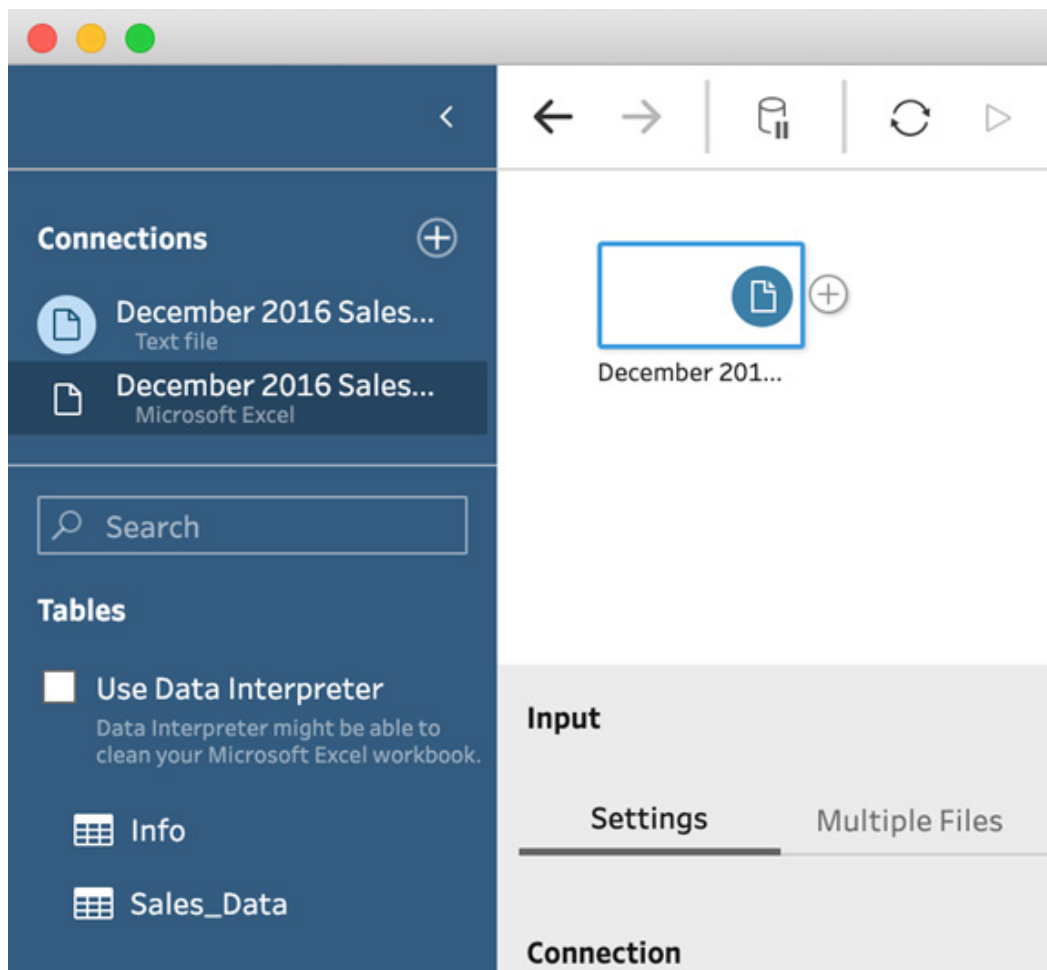 Connections
December 2016 Sales...
Text file
December 2016 Sales...
Microsoft Excel
Search
Tables
Use Data Interpreter
Data Interpreter might be able to
clean your Microsoft Excel workbook.
Info
Sales_Data
December 201...
Input
Settings
Multiple Files
Connection